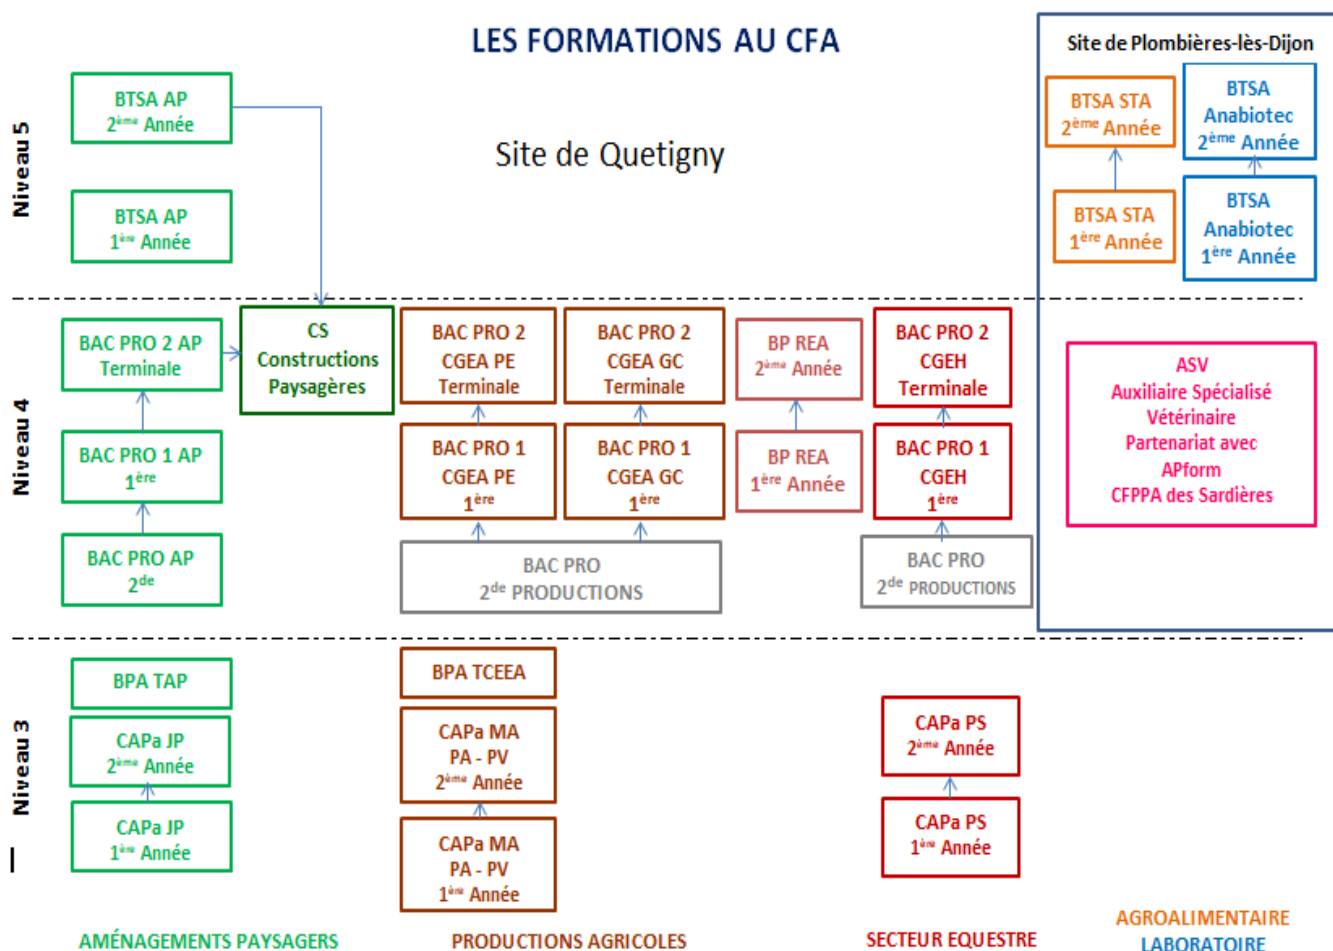 LES FORMATIONS AU CFA
Site de Quetigny
Site de Plombières-lès-Dijon
Niveau 5
BTSA AP
2ème Année
BTSA AP
1ère Année
BTSA STA
2ème Année
BTSA
Anabiotec
2ème Année
BTSA STA
1ère Année
BTSA
Anabiotec
1ère Année
Niveau 4
BAC PRO 2 AP
Terminale
CS
Constructions
Paysagères
BAC PRO 2
CGEA PE
Terminale
BAC PRO 2
CGEA GC
Terminale
BP REA
2ème Année
BAC PRO 2
CGEH
Terminale
BAC PRO 1 AP
1ère
BAC PRO 1
CGEA PE
1ère
BAC PRO 1
CGEA GC
1ère
BP REA
1ère Année
BAC PRO 1
CGEH
1ère
BAC PRO AP
2de
BAC PRO
2de PRODUCTIONS
BAC PRO
2de PRODUCTIONS
ASV
Auxiliaire Spécialisé
Vétérinaire
Partenariat avec
APform
CFPPA des Sardières
Niveau 3
BPA TAP
CAPa JP
2ème Année
CAPa JP
1ère Année
BPA TCEEA
CAPa MA
PA - PV
2ème Année
CAPa MA
PA - PV
1ère Année
CAPa PS
2ème Année
CAPa PS
1ère Année
AMÉNAGEMENTS PAYSAGERS
PRODUCTIONS AGRICOLES
SECTEUR EQUESTRE
AGROALIMENTAIRE
LABORATOIRE